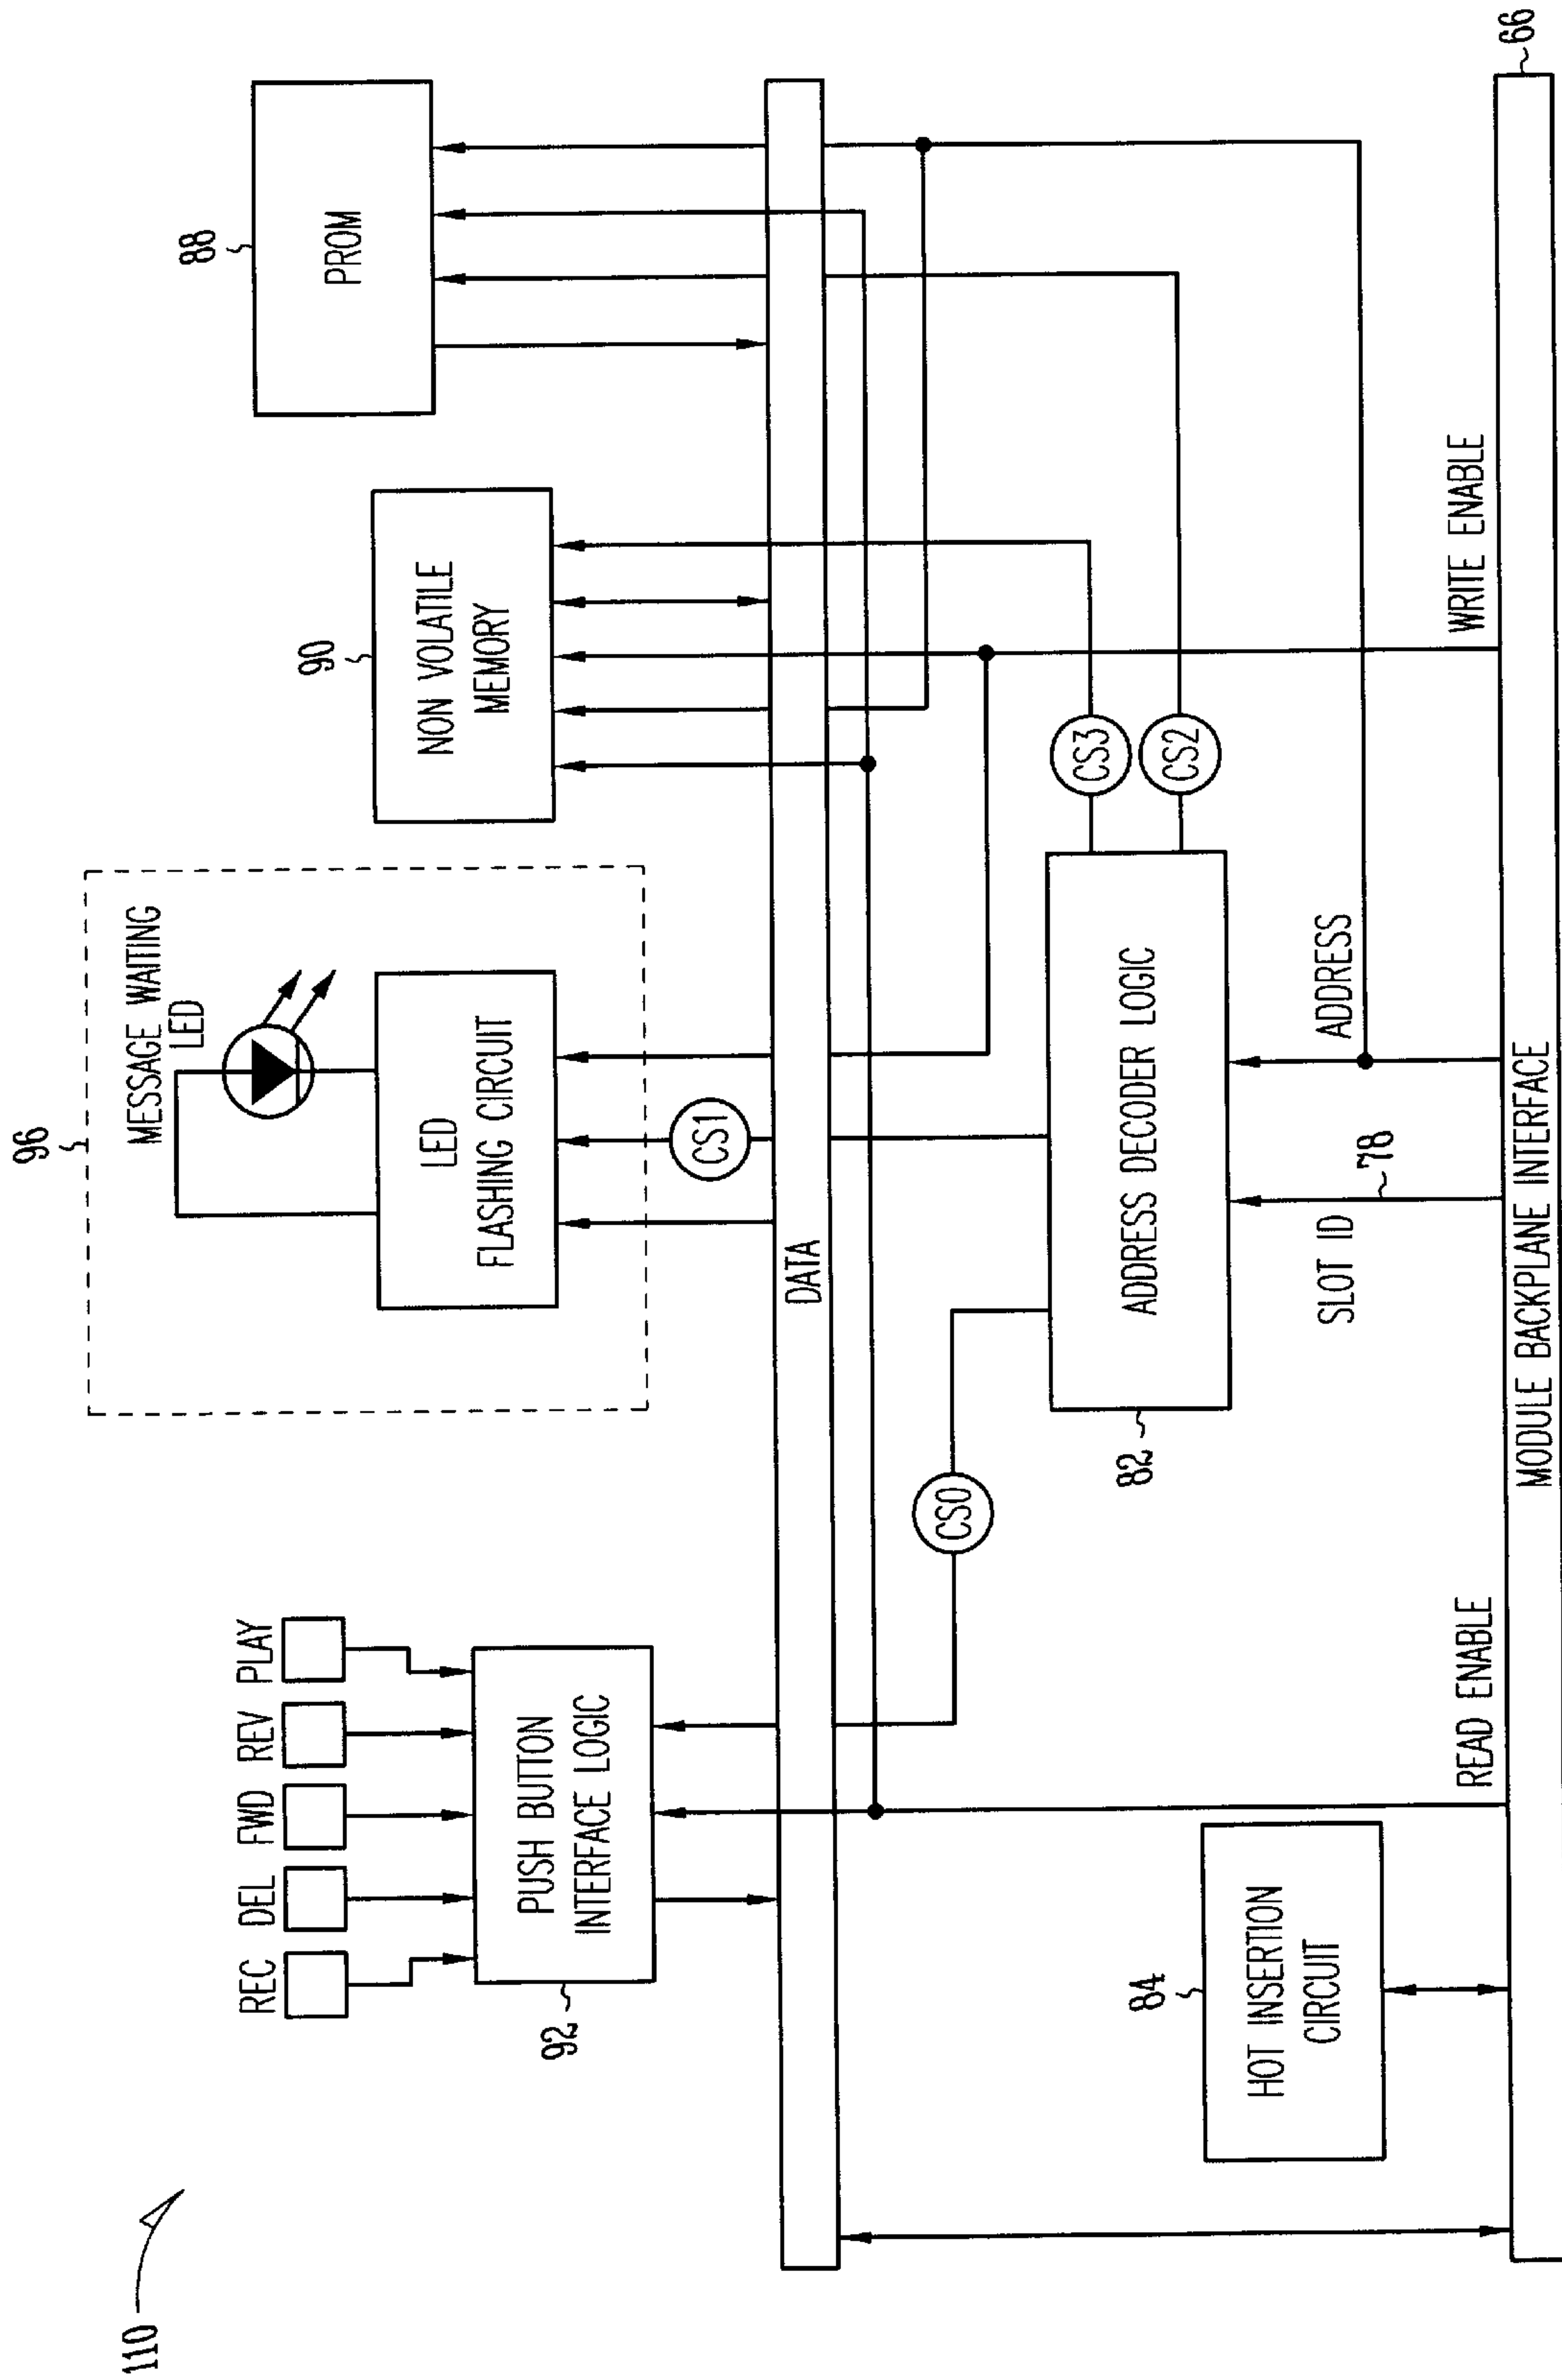 110
REC
DEL
FWD
REV
PLAY
PUSH BUTTON
INTERFACE LOGIC
92
96
MESSAGE WAITING
LED
LED
FLASHING CIRCUIT
CS1
90
NON VOLATILE
MEMORY
88
PROM
DATA
CS0
82
ADDRESS DECODER LOGIC
CS3
CS2
84
HOT INSERTION
CIRCUIT
READ ENABLE
SLOT ID
78
ADDRESS
WRITE ENABLE
MODULE BACKPLANE INTERFACE
66